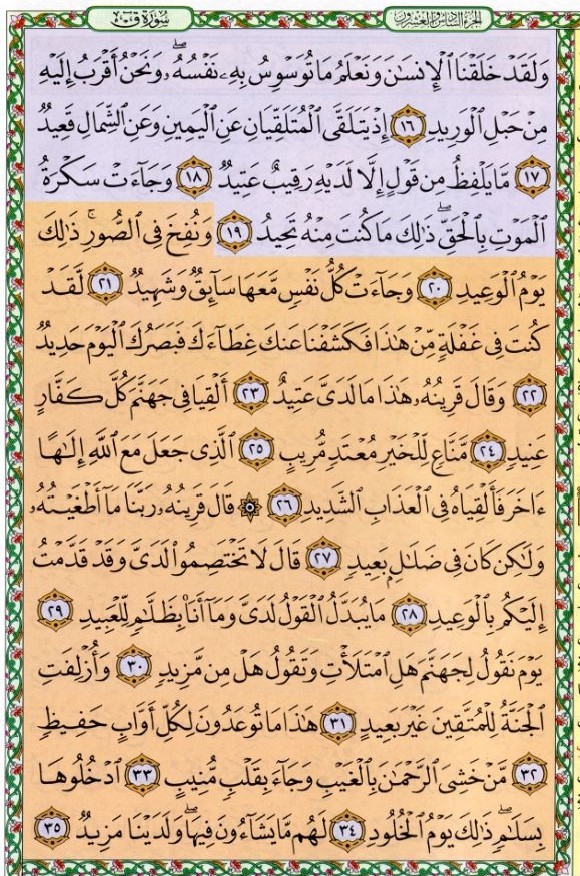 سُورَةُ ق ٥٠
الجزء السادس والعشرون
وَلَقَدْ خَلَقْنَا ٱلْإِنسَـٰنَ وَنَعْلَمُ مَا تُوَسْوِسُ بِهِۦ نَفْسُهُۥۖ وَنَحْنُ أَقْرَبُ إِلَيْهِ
مِنْ حَبْلِ ٱلْوَرِيدِ ١٦ إِذْ يَتَلَقَّى ٱلْمُتَلَقِّيَانِ عَنِ ٱلْيَمِينِ وَعَنِ ٱلشِّمَالِ قَعِيدٌ
١٧ مَّا يَلْفِظُ مِن قَوْلٍ إِلَّا لَدَيْهِ رَقِيبٌ عَتِيدٌ ١٨ وَجَآءَتْ سَكْرَةُ
ٱلْمَوْتِ بِٱلْحَقِّۖ ذَٰلِكَ مَا كُنتَ مِنْهُ تَحِيدُ ١٩ وَنُفِخَ فِى ٱلصُّورِۚ ذَٰلِكَ
يَوْمُ ٱلْوَعِيدِ ٢٠ وَجَآءَتْ كُلُّ نَفْسٍ مَّعَهَا سَآئِقٌ وَشَهِيدٌ ٢١ لَّقَدْ
كُنتَ فِى غَفْلَةٍ مِّنْ هَـٰذَا فَكَشَفْنَا عَنكَ غِطَآءَكَ فَبَصَرُكَ ٱلْيَوْمَ حَدِيدٌ
٢٢ وَقَالَ قَرِينُهُۥ هَـٰذَا مَا لَدَىَّ عَتِيدٌ ٢٣ أَلْقِيَا فِى جَهَنَّمَ كُلَّ كَفَّارٍ
عَنِيدٍ ٢٤ مَّنَّاعٍ لِّلْخَيْرِ مُعْتَدٍ مُّرِيبٍ ٢٥ ٱلَّذِى جَعَلَ مَعَ ٱللَّهِ إِلَـٰهًا
ءَاخَرَ فَأَلْقِيَاهُ فِى ٱلْعَذَابِ ٱلشَّدِيدِ ٢٦ ۞ قَالَ قَرِينُهُۥ رَبَّنَا مَآ أَطْغَيْتُهُۥ
وَلَـٰكِن كَانَ فِى ضَلَـٰلٍۭ بَعِيدٍ ٢٧ قَالَ لَا تَخْتَصِمُوا۟ لَدَىَّ وَقَدْ قَدَّمْتُ
إِلَيْكُم بِٱلْوَعِيدِ ٢٨ مَا يُبَدَّلُ ٱلْقَوْلُ لَدَىَّ وَمَآ أَنَا۠ بِظَلَّـٰمٍ لِّلْعَبِيدِ ٢٩
يَوْمَ نَقُولُ لِجَهَنَّمَ هَلِ ٱمْتَلَأْتِ وَتَقُولُ هَلْ مِن مَّزِيدٍ ٣٠ وَأُزْلِفَتِ
ٱلْجَنَّةُ لِلْمُتَّقِينَ غَيْرَ بَعِيدٍ ٣١ هَـٰذَا مَا تُوعَدُونَ لِكُلِّ أَوَّابٍ حَفِيظٍ
٣٢ مَّنْ خَشِىَ ٱلرَّحْمَـٰنَ بِٱلْغَيْبِ وَجَآءَ بِقَلْبٍ مُّنِيبٍ ٣٣ ٱدْخُلُوهَا
بِسَلَـٰمٍۖ ذَٰلِكَ يَوْمُ ٱلْخُلُودِ ٣٤ لَهُم مَّا يَشَآءُونَ فِيهَا وَلَدَيْنَا مَزِيدٌ ٣٥